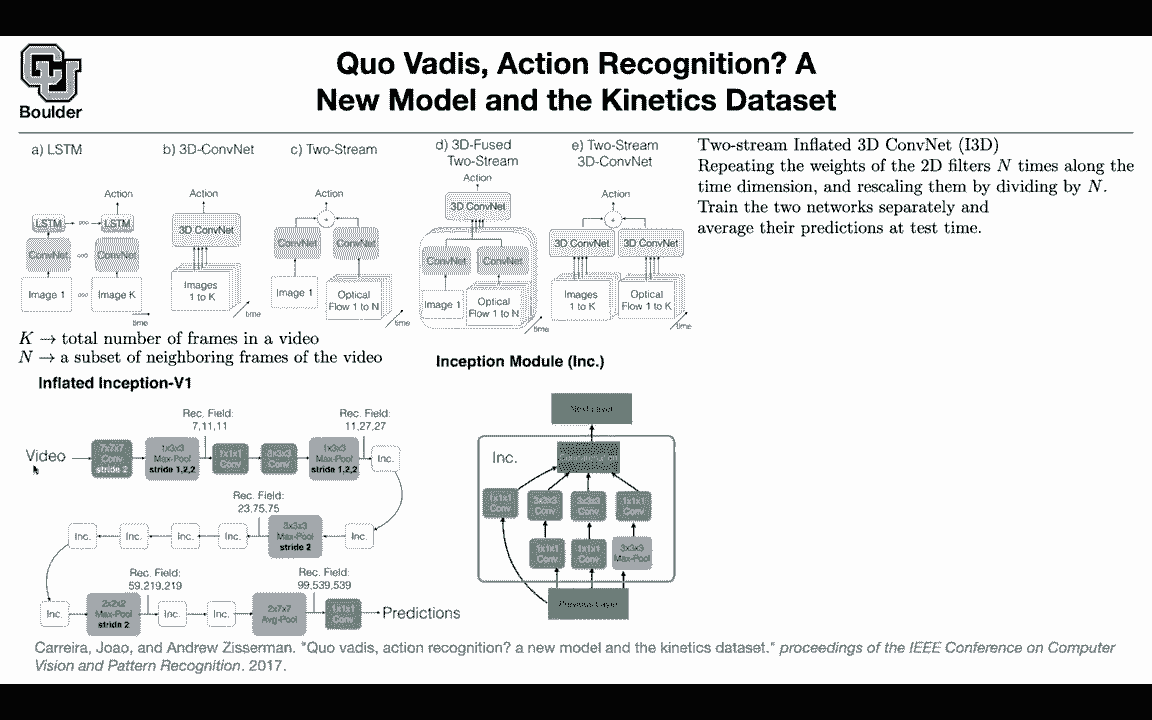 Boulder
Quo Vadis, Action Recognition? A
New Model and the Kinetics Dataset
a) LSTM
Action
LSTM
LSTM
ConvNet
ConvNet
Image 1
Image K
time
b) 3D-ConvNet
Action
3D ConvNet
Images
1 to K
time
c) Two-Stream
Action
+
ConvNet
ConvNet
Image 1
Optical
Flow 1 to N
time
d) 3D-Fused
Two-Stream
Action
3D ConvNet
ConvNet
ConvNet
Image 1
Optical
Flow 1 to N
time
e) Two-Stream
3D-ConvNet
Action
+
3D ConvNet
3D ConvNet
Images
1 to K
Optical
Flow 1 to K
time
Two-stream Inflated 3D ConvNet (I3D)
Repeating the weights of the 2D filters N times along the
time dimension, and rescaling them by dividing by N.
Train the two networks separately and
average their predictions at test time.
K → total number of frames in a video
N → a subset of neighboring frames of the video
Inflated Inception-V1
Rec. Field:
7,11,11
Rec. Field:
11,27,27
Video
7x7x7
Conv
stride 2
1x3x3
Max-Pool
stride 1,2,2
1x1x1
Conv
3x3x3
Conv
1x3x3
Max-Pool
stride 1,2,2
Inc.
Rec. Field:
23,75,75
Inc.
Inc.
Inc.
Inc.
3x3x3
Max-Pool
stride 2
Inc.
Rec. Field:
59,219,219
Rec. Field:
99,539,539
Inc.
2x2x2
Max-Pool
stride 2
Inc.
Inc.
2x7x7
Avg-Pool
1x1x1
Conv
Predictions
Inception Module (Inc.)
Next Layer
Inc.
Concatenation
1x1x1
Conv
3x3x3
Conv
3x3x3
Conv
1x1x1
Conv
1x1x1
Conv
1x1x1
Conv
3x3x3
Max-Pool
Previous Layer
Carreira, Joao, and Andrew Zisserman. "Quo vadis, action recognition? a new model and the kinetics dataset." proceedings of the IEEE Conference on Computer
Vision and Pattern Recognition. 2017.